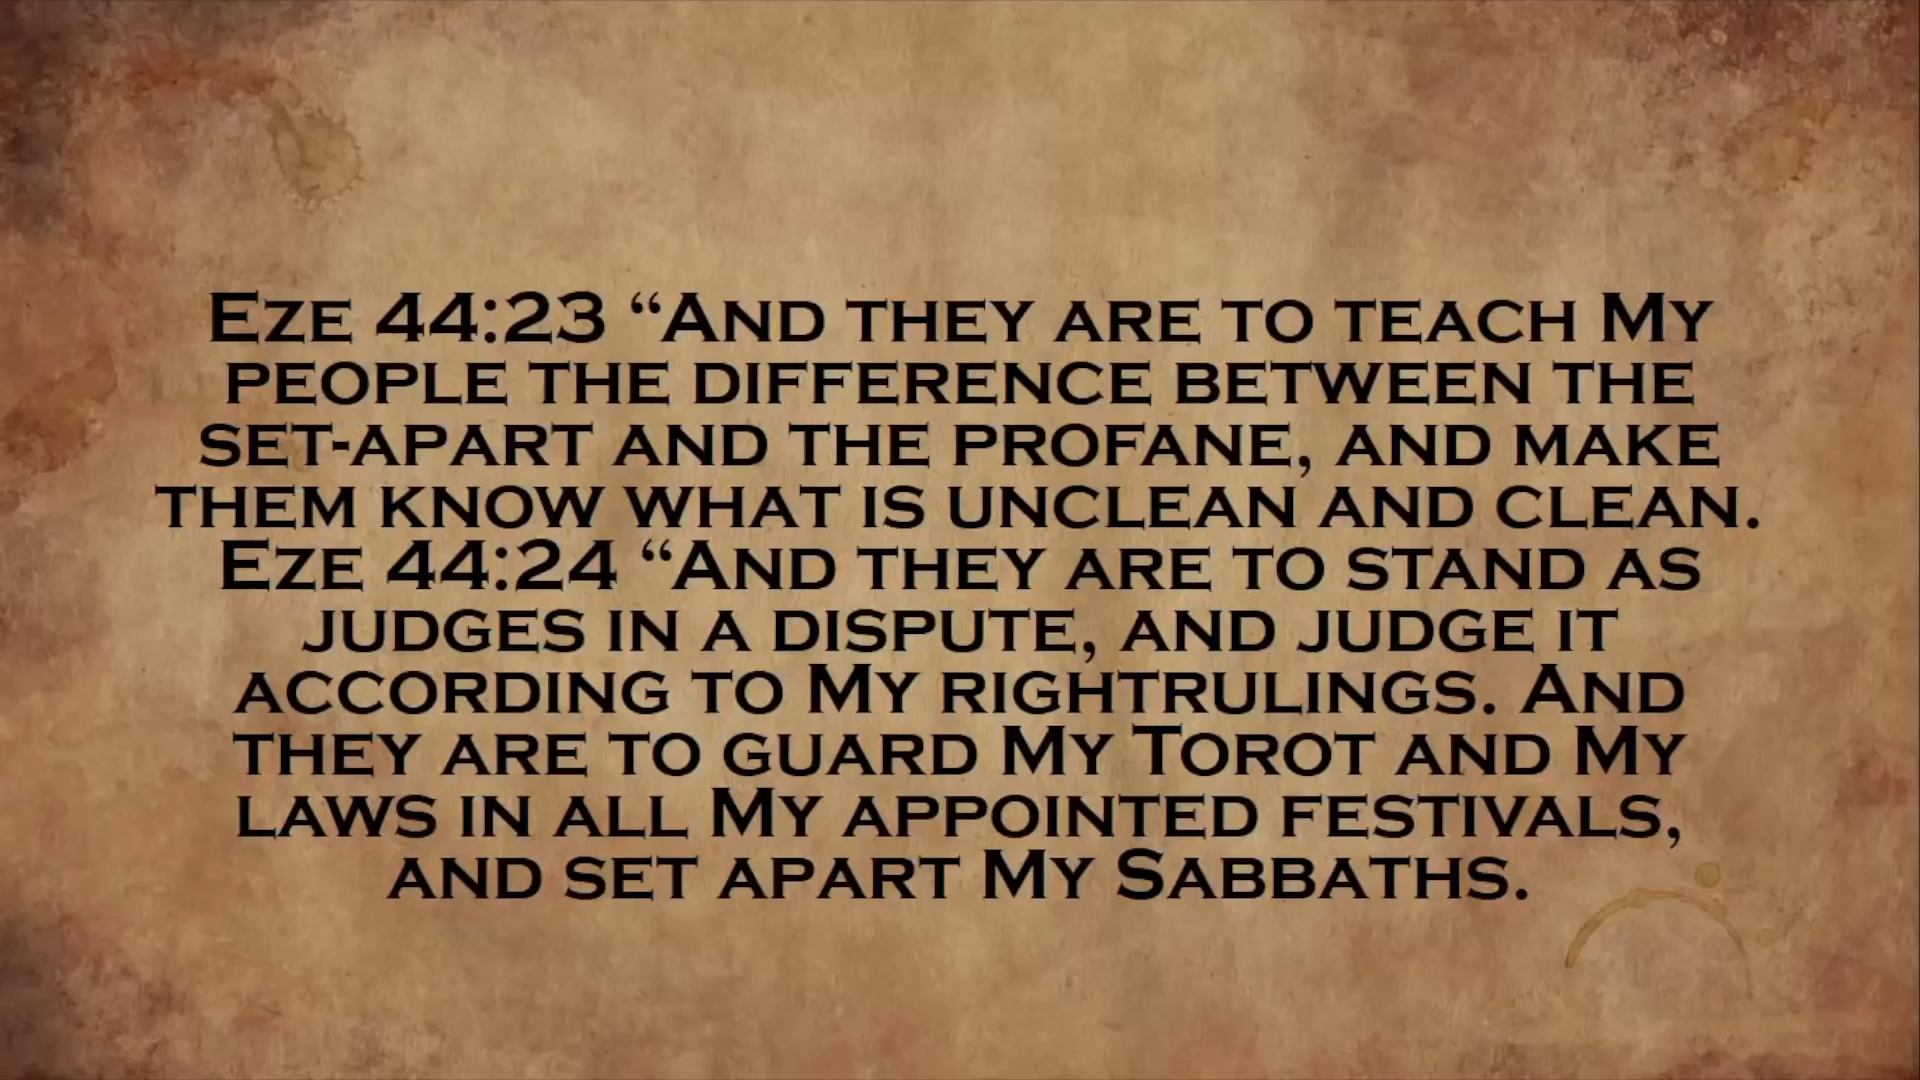 Eze 44:23 “And they are to teach My
people the difference between the
set-apart and the profane, and make
them know what is unclean and clean.
Eze 44:24 “And they are to stand as
judges in a dispute, and judge it
according to My rightrulings. And
they are to guard My Torot and My
laws in all My appointed festivals,
and set apart My Sabbaths.